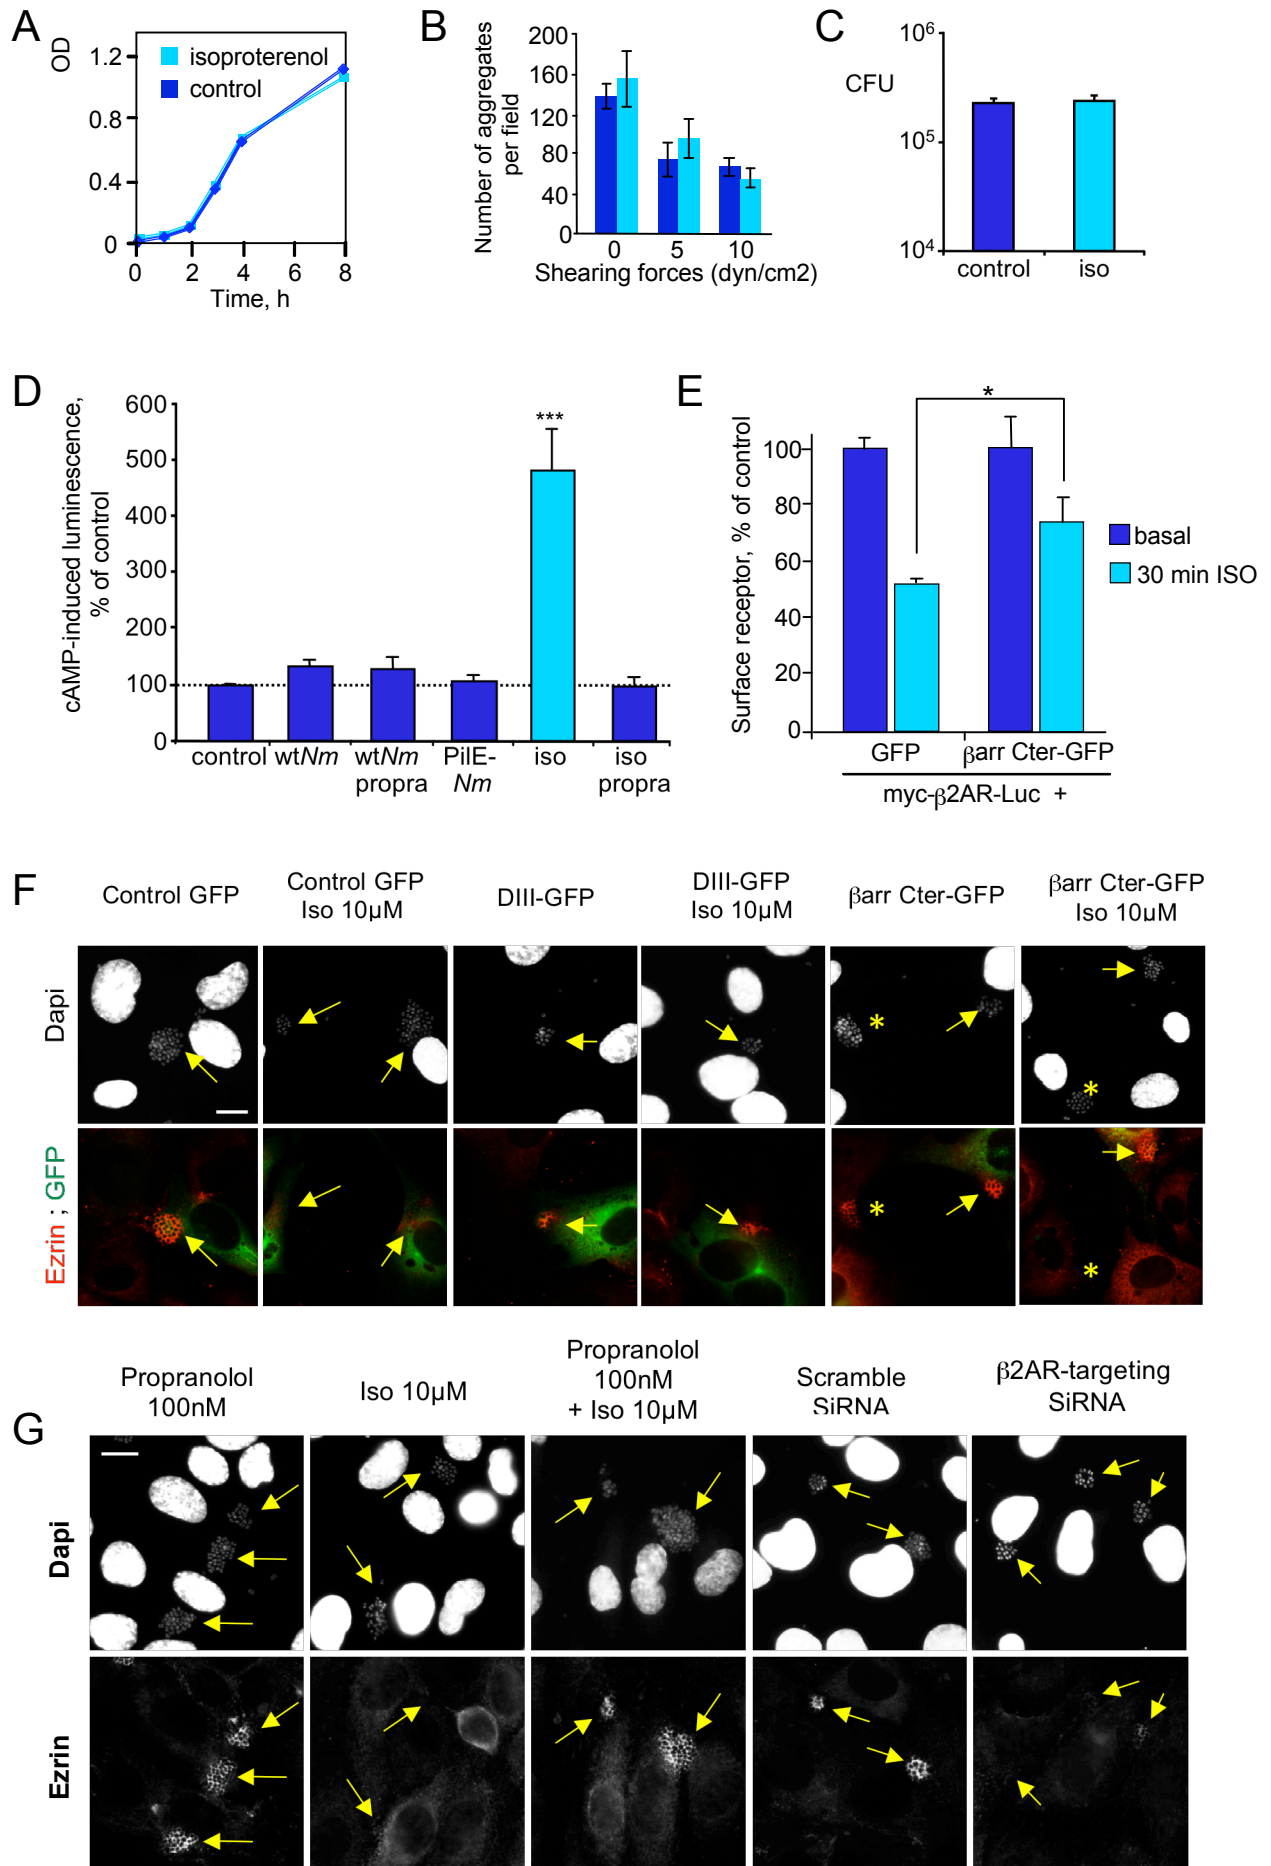 A
OD
1.2
0.8
0.4
0
isoproterenol
control
0 2 4 6 8
Time, h
B
Number of aggregates
per field
200
160
120
80
40
0
0 5 10
Shearing forces (dyn/cm2)
C
CFU
10⁶
10⁵
10⁴
control iso
D
cAMP-induced luminescence,
% of control
600
500
400
300
200
100
0
control wtNm wtNm PilE- iso iso
propra Nm propra
E
Surface receptor, % of control
100
80
60
40
20
0
*
***
basal
30 min ISO
GFP βarr Cter-GFP
myc-β2AR-Luc +
F
Control GFP
Control GFP
Iso 10µM
DIII-GFP
DIII-GFP
Iso 10µM
βarr Cter-GFP
βarr Cter-GFP
Iso 10µM
Dapi
* *
Ezrin ; GFP
* *
G
Propranolol
100nM
Iso 10µM
Propranolol
100nM
+ Iso 10µM
Scramble
SiRNA
β2AR-targeting
SiRNA
Dapi
Ezrin